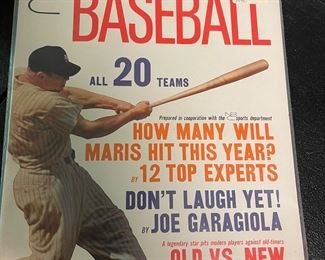 BASEBALL
ALL 20 TEAMS
Prepared in cooperation with the NBC sports department
HOW MANY WILL
MARIS HIT THIS YEAR?
BY 12 TOP EXPERTS
DON'T LAUGH YET!
BY JOE GARAGIOLA
A legendary star pits modern players against old-timers
OLD VS. NEW